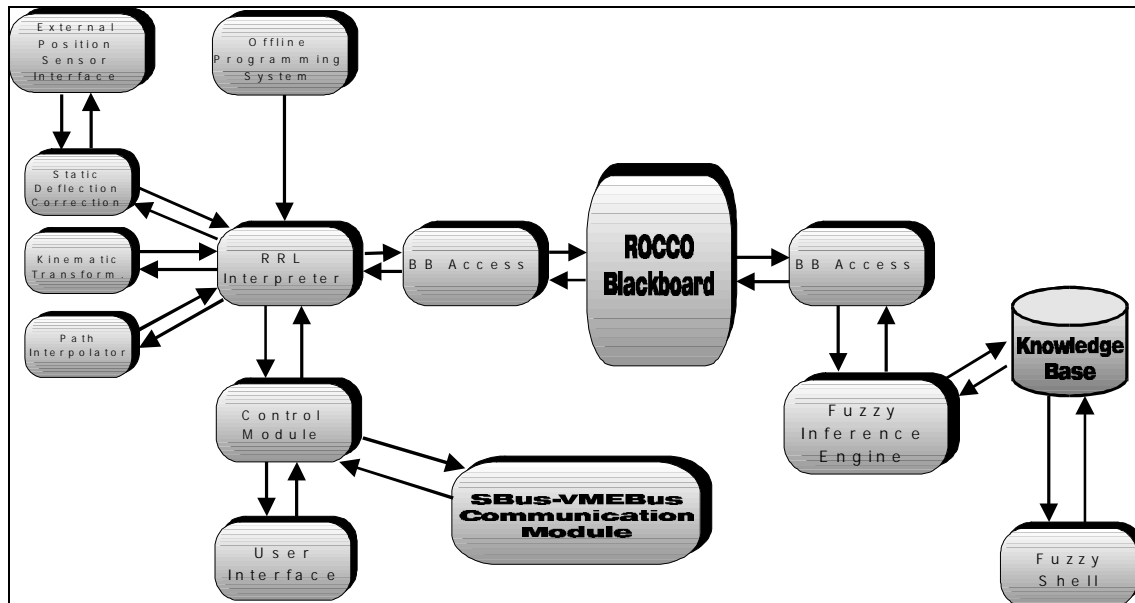 External
Position
Sensor
Interface
Offline
Programming
System
Static
Deflection
Correction
Kinematic
Transform.
Path
Interpolator
RRL
Interpreter
BB Access
ROCCO
Blackboard
BB Access
Knowledge
Base
Control
Module
Fuzzy
Inference
Engine
SBus-VMEBus
Communication
Module
User
Interface
Fuzzy
Shell